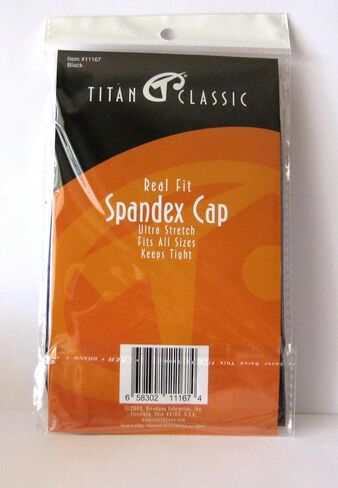 Item #11167
Black
TITAN CLASSIC
Real Fit
Spandex Cap
Ultra Stretch
Fits All Sizes
Keeps Tight
6 58302 11167 4